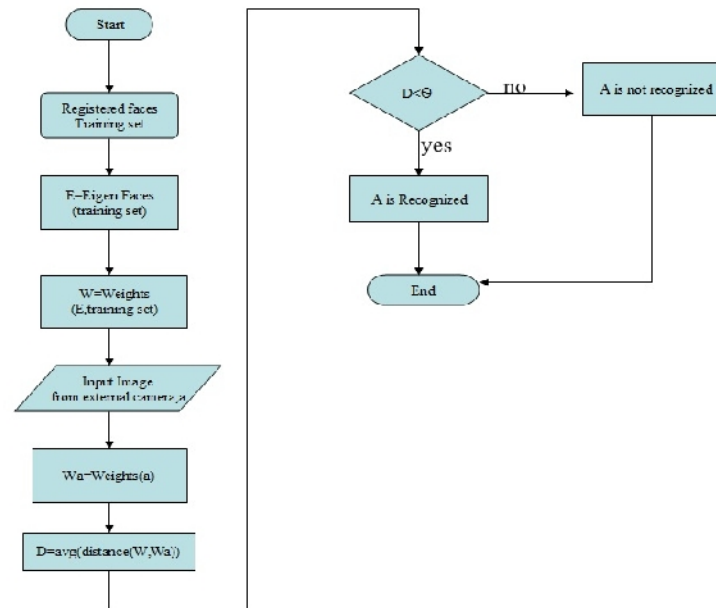 Start
Registered faces
Training set
E=Eigen Faces
(training set)
W=Weights
(E,training set)
Input Image
from external camera,a
Wa=Weights(a)
D=avg(distance(W,Wa))
D<Θ
no
A is not recognized
yes
A is Recognized
End